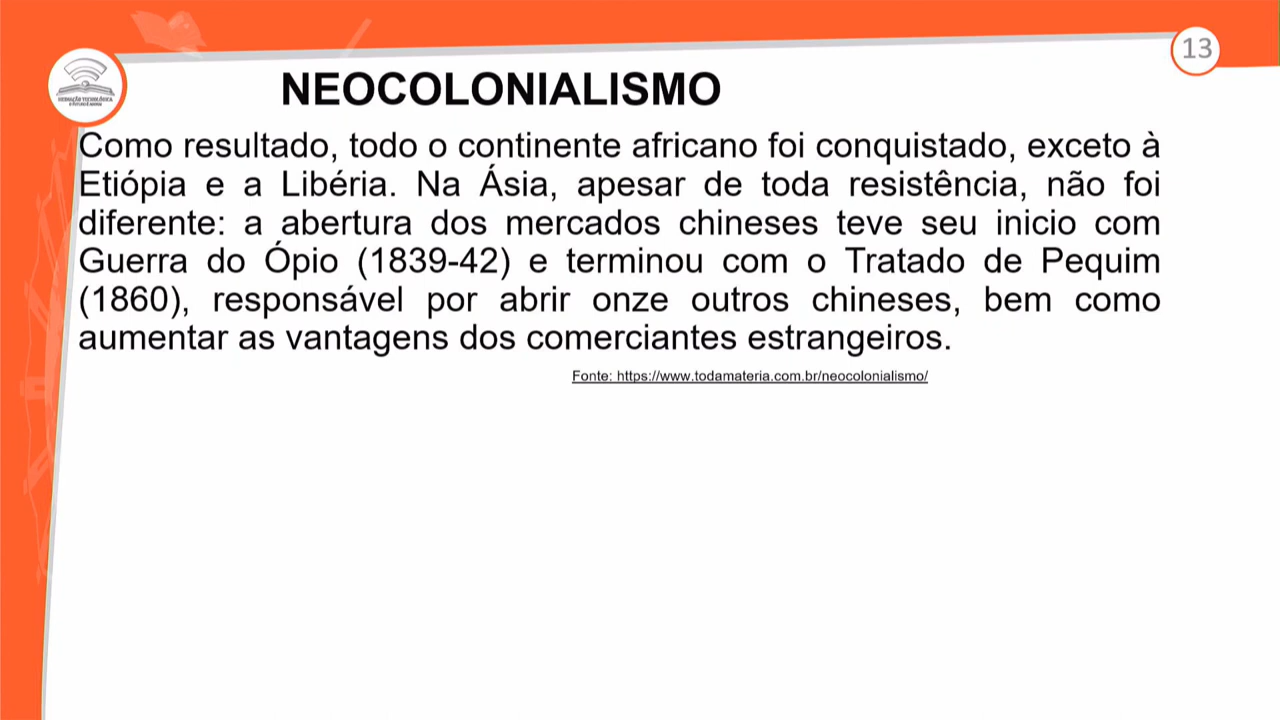 13
NEOCOLONIALISMO
MEDIAÇÃO TECNOLÓGICA
Como resultado, todo o continente africano foi conquistado, exceto à
Etiópia e a Libéria. Na Ásia, apesar de toda resistência, não foi
diferente: a abertura dos mercados chineses teve seu inicio com
Guerra do Ópio (1839-42) e terminou com o Tratado de Pequim
(1860), responsável por abrir onze outros chineses, bem como
aumentar as vantagens dos comerciantes estrangeiros.
Fonte: https://www.todamateria.com.br/neocolonialismo/